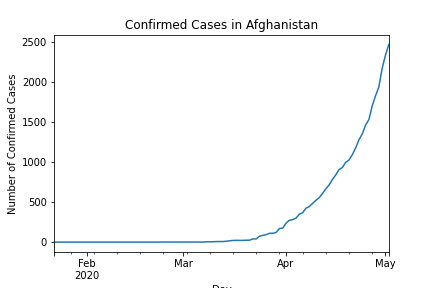 Confirmed Cases in Afghanistan
Number of Confirmed Cases
2500
2000
1500
1000
500
0
Feb
2020
Mar
Apr
May